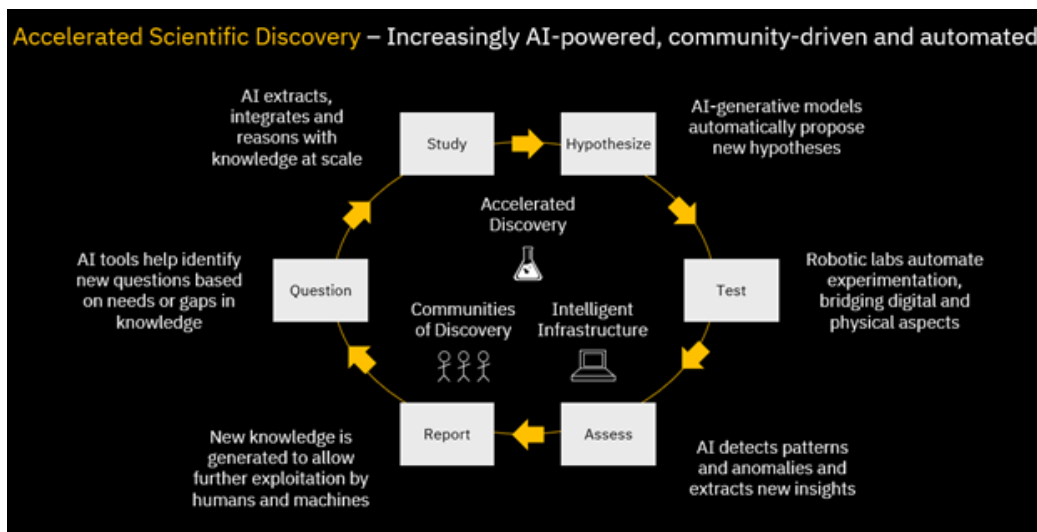 Accelerated Scientific Discovery – Increasingly AI-powered, community-driven and automated
AI extracts,
integrates and
reasons with
knowledge at scale
Study
Hypothesize
AI-generative models
automatically propose
new hypotheses
Accelerated
Discovery
AI tools help identify
new questions based
on needs or gaps in
knowledge
Question
Test
Robotic labs automate
experimentation,
bridging digital and
physical aspects
Communities
of Discovery
Intelligent
Infrastructure
New knowledge is
generated to allow
further exploitation by
humans and machines
Report
Assess
AI detects patterns
and anomalies and
extracts new insights